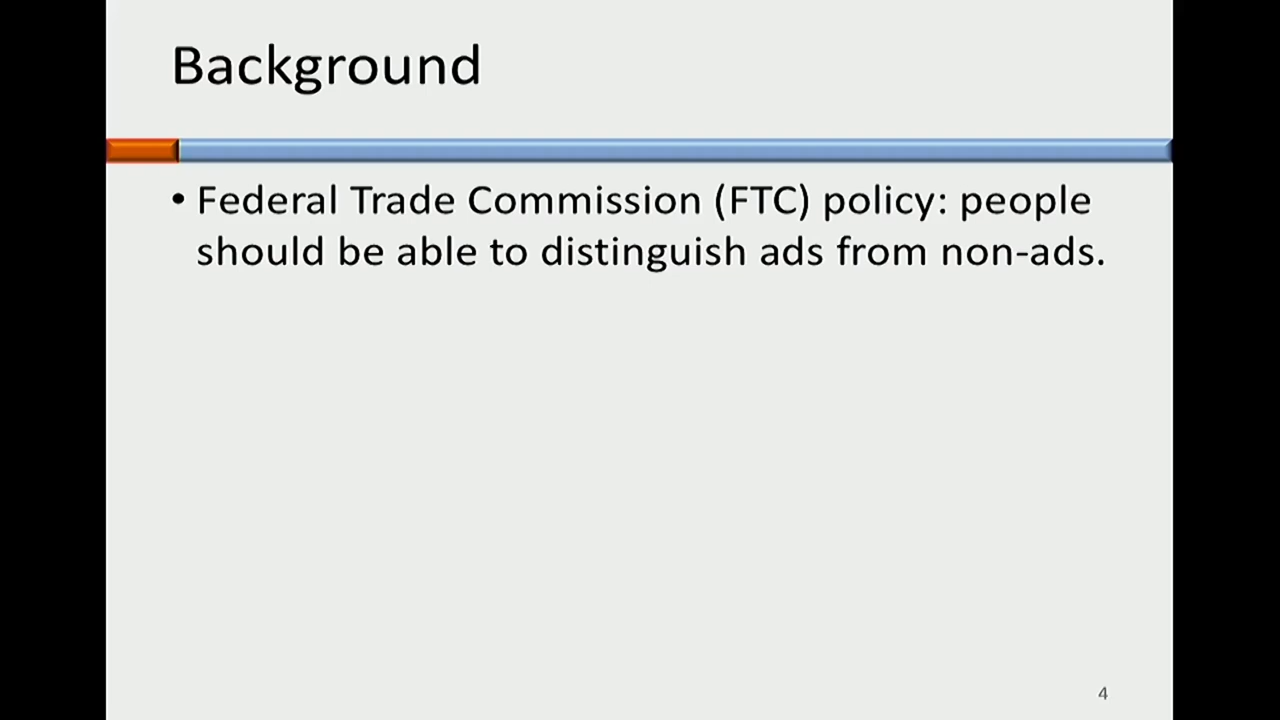 Background
• Federal Trade Commission (FTC) policy: people
should be able to distinguish ads from non-ads.
4